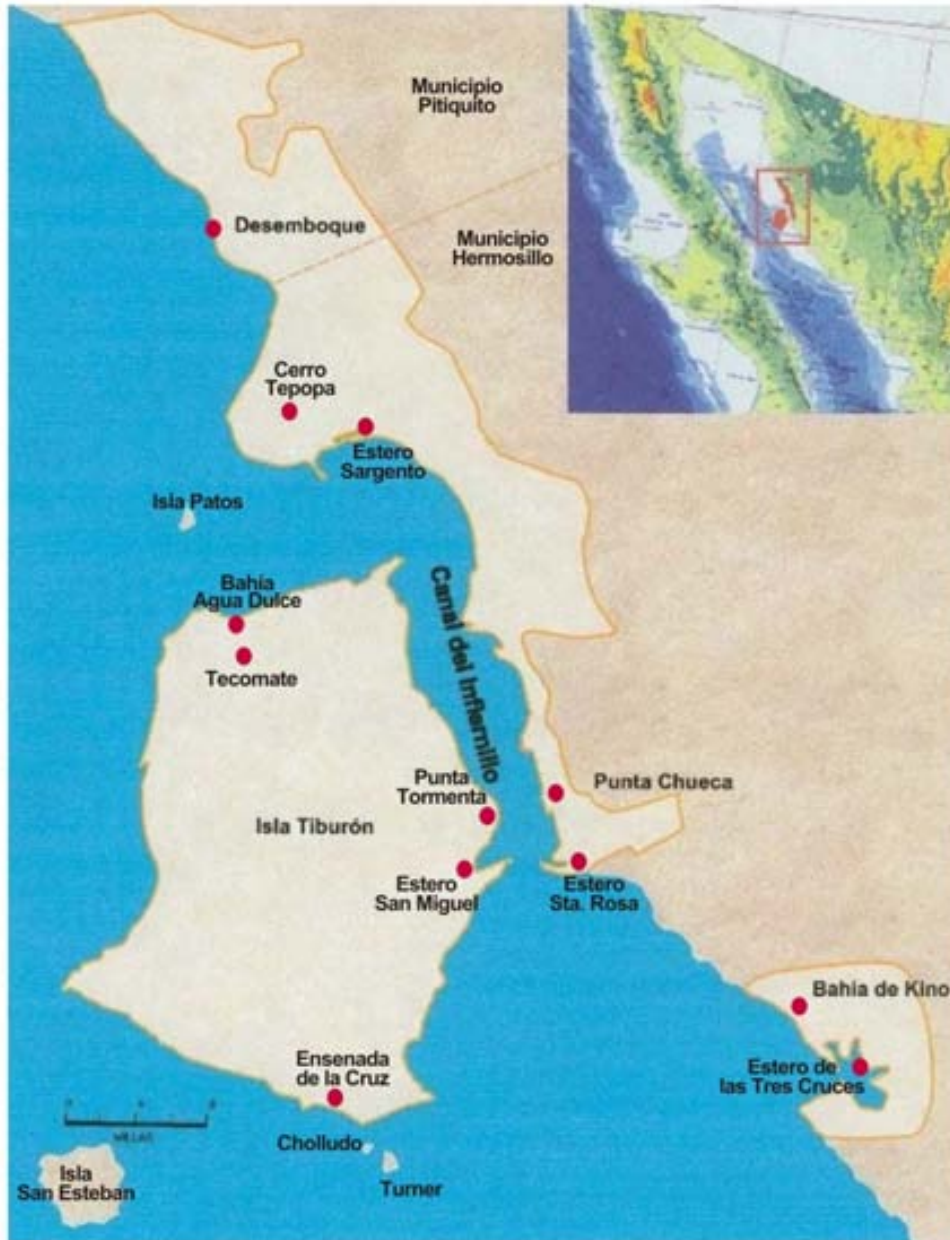 Municipio
Pitiquito
Desemboque
Municipio
Hermosillo
Cerro
Tepopa
Estero
Sargento
Isla Patos
Bahía
Agua Dulce
Canal del Infiernillo
Tecomate
Punta
Tormenta
Punta Chueca
Isla Tiburón
Estero
San Miguel
Estero
Sta. Rosa
Bahia de Kino
Ensenada
de la Cruz
Estero de
las Tres Cruces
MILLAS
Cholludo
Isla
San Esteban
Turner